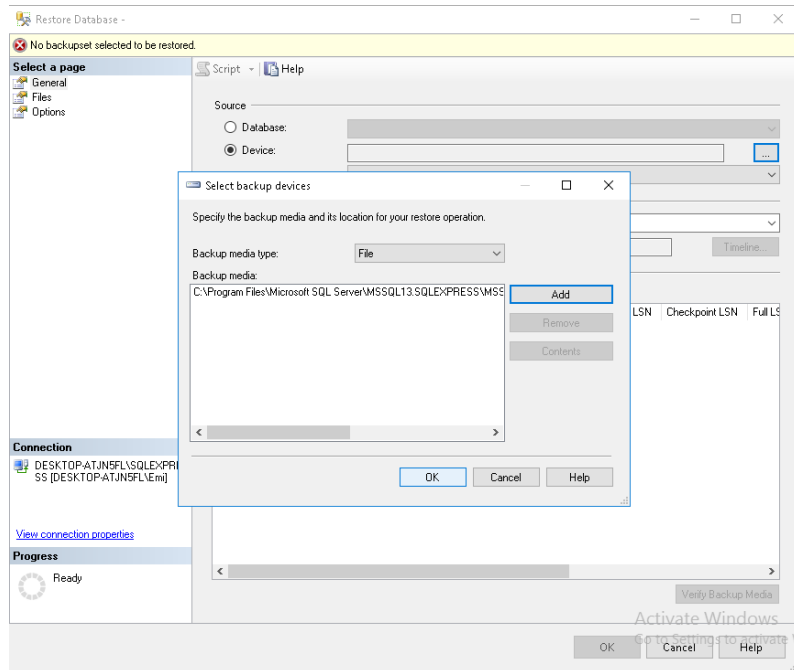 Restore Database -
No backupset selected to be restored.
Select a page
General
Files
Options
Script
Help
Source
Database:
Device:
...
Select backup devices
Specify the backup media and its location for your restore operation.
Backup media type:
File
Backup media:
C:\Program Files\Microsoft SQL Server\MSSQL13.SQLEXPRESS\MSS
Add
Remove
Contents
OK
Cancel
Help
Timeline...
LSN
Checkpoint LSN
Full LS
Connection
DESKTOP-ATJN5FL\SQLEXPRE
SS [DESKTOP-ATJN5FL\Emi]
View connection properties
Progress
Ready
Verify Backup Media
Activate Windows
Go to Settings to activate
OK
Cancel
Help